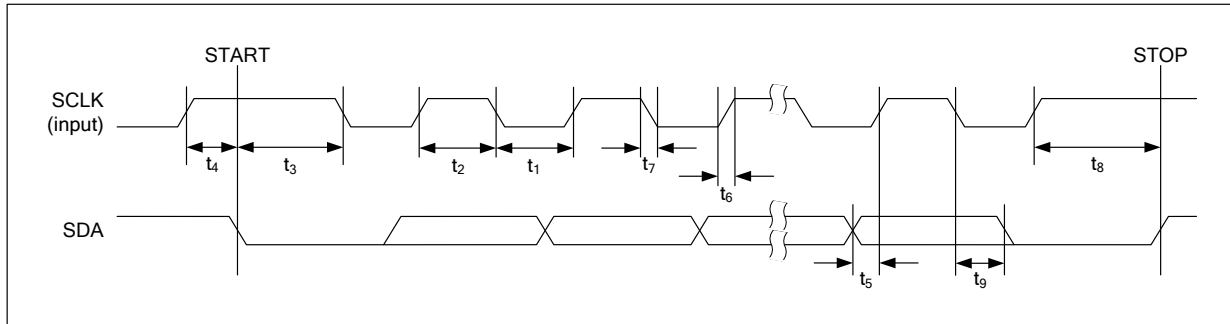 START
STOP
SCLK
(input)
t4
t3
t2
t1
t7
t6
t8
SDA
t5
t9